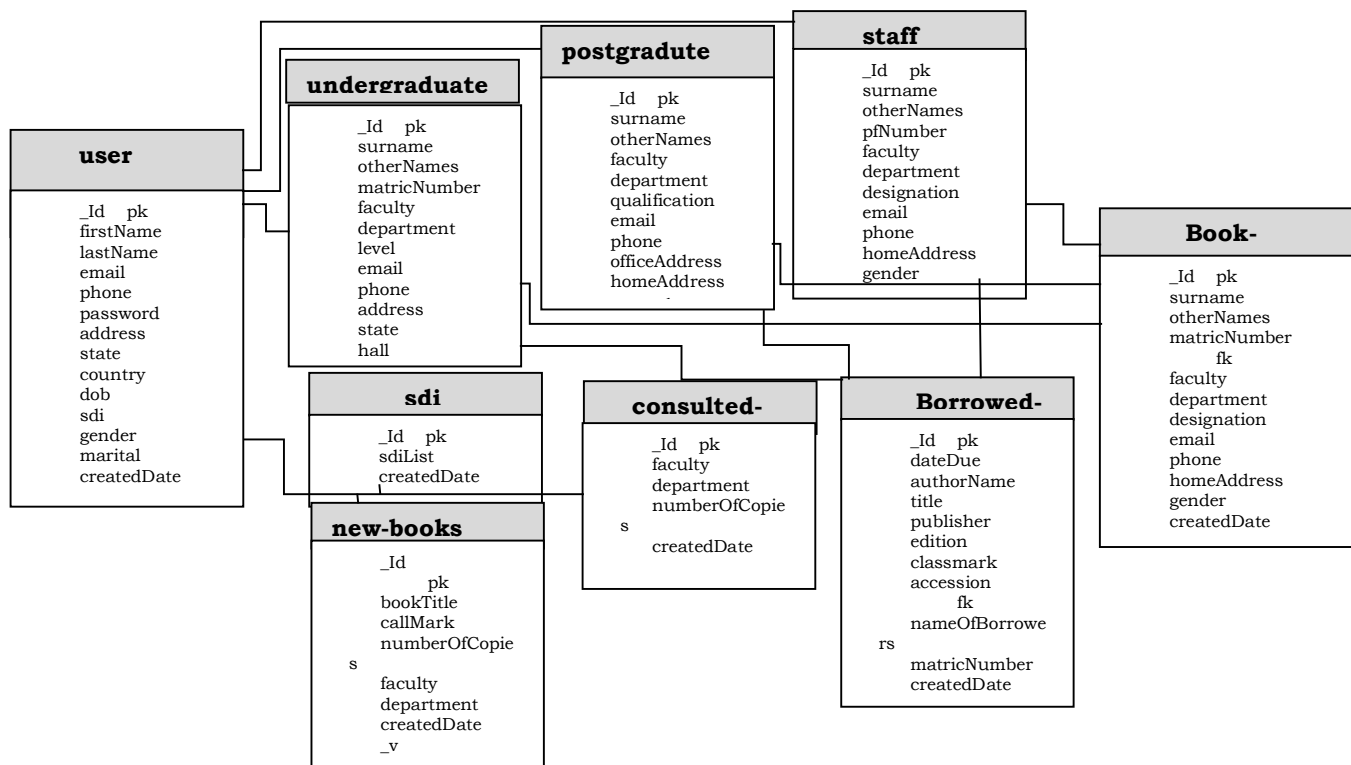 user
_Id pk
firstName
lastName
email
phone
password
address
state
country
dob
sdi
gender
marital
createdDate
undergraduate
_Id pk
surname
otherNames
matricNumber
faculty
department
level
email
phone
address
state
hall
postgradute
_Id pk
surname
otherNames
faculty
department
qualification
email
phone
officeAddress
homeAddress
staff
_Id pk
surname
otherNames
pfNumber
faculty
department
designation
email
phone
homeAddress
gender
Book-
_Id pk
surname
otherNames
matricNumber
fk
faculty
department
designation
email
phone
homeAddress
gender
createdDate
sdi
_Id pk
sdiList
createdDate
new-books
_Id
pk
bookTitle
callMark
numberOfCopie
s
faculty
department
createdDate
_v
consulted-
_Id pk
faculty
department
numberOfCopie
s
createdDate
Borrowed-
_Id pk
dateDue
authorName
title
publisher
edition
classmark
accession
fk
nameOfBorrowe
rs
matricNumber
createdDate